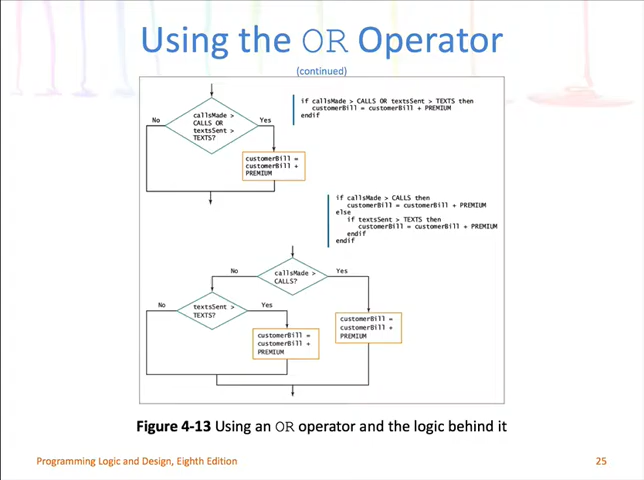 Using the OR Operator
(continued)
callsMade >
CALLS OR
textsSent >
TEXTS?
No
Yes
customerBill =
customerBill +
PREMIUM
if callsMade > CALLS OR textsSent > TEXTS then
customerBill = customerBill + PREMIUM
endif
if callsMade > CALLS then
customerBill = customerBill + PREMIUM
else
if textsSent > TEXTS then
customerBill = customerBill + PREMIUM
endif
endif
No
callsMade >
CALLS?
Yes
No
textsSent >
TEXTS?
Yes
customerBill =
customerBill +
PREMIUM
customerBill =
customerBill +
PREMIUM
Figure 4-13 Using an OR operator and the logic behind it
Programming Logic and Design, Eighth Edition
25